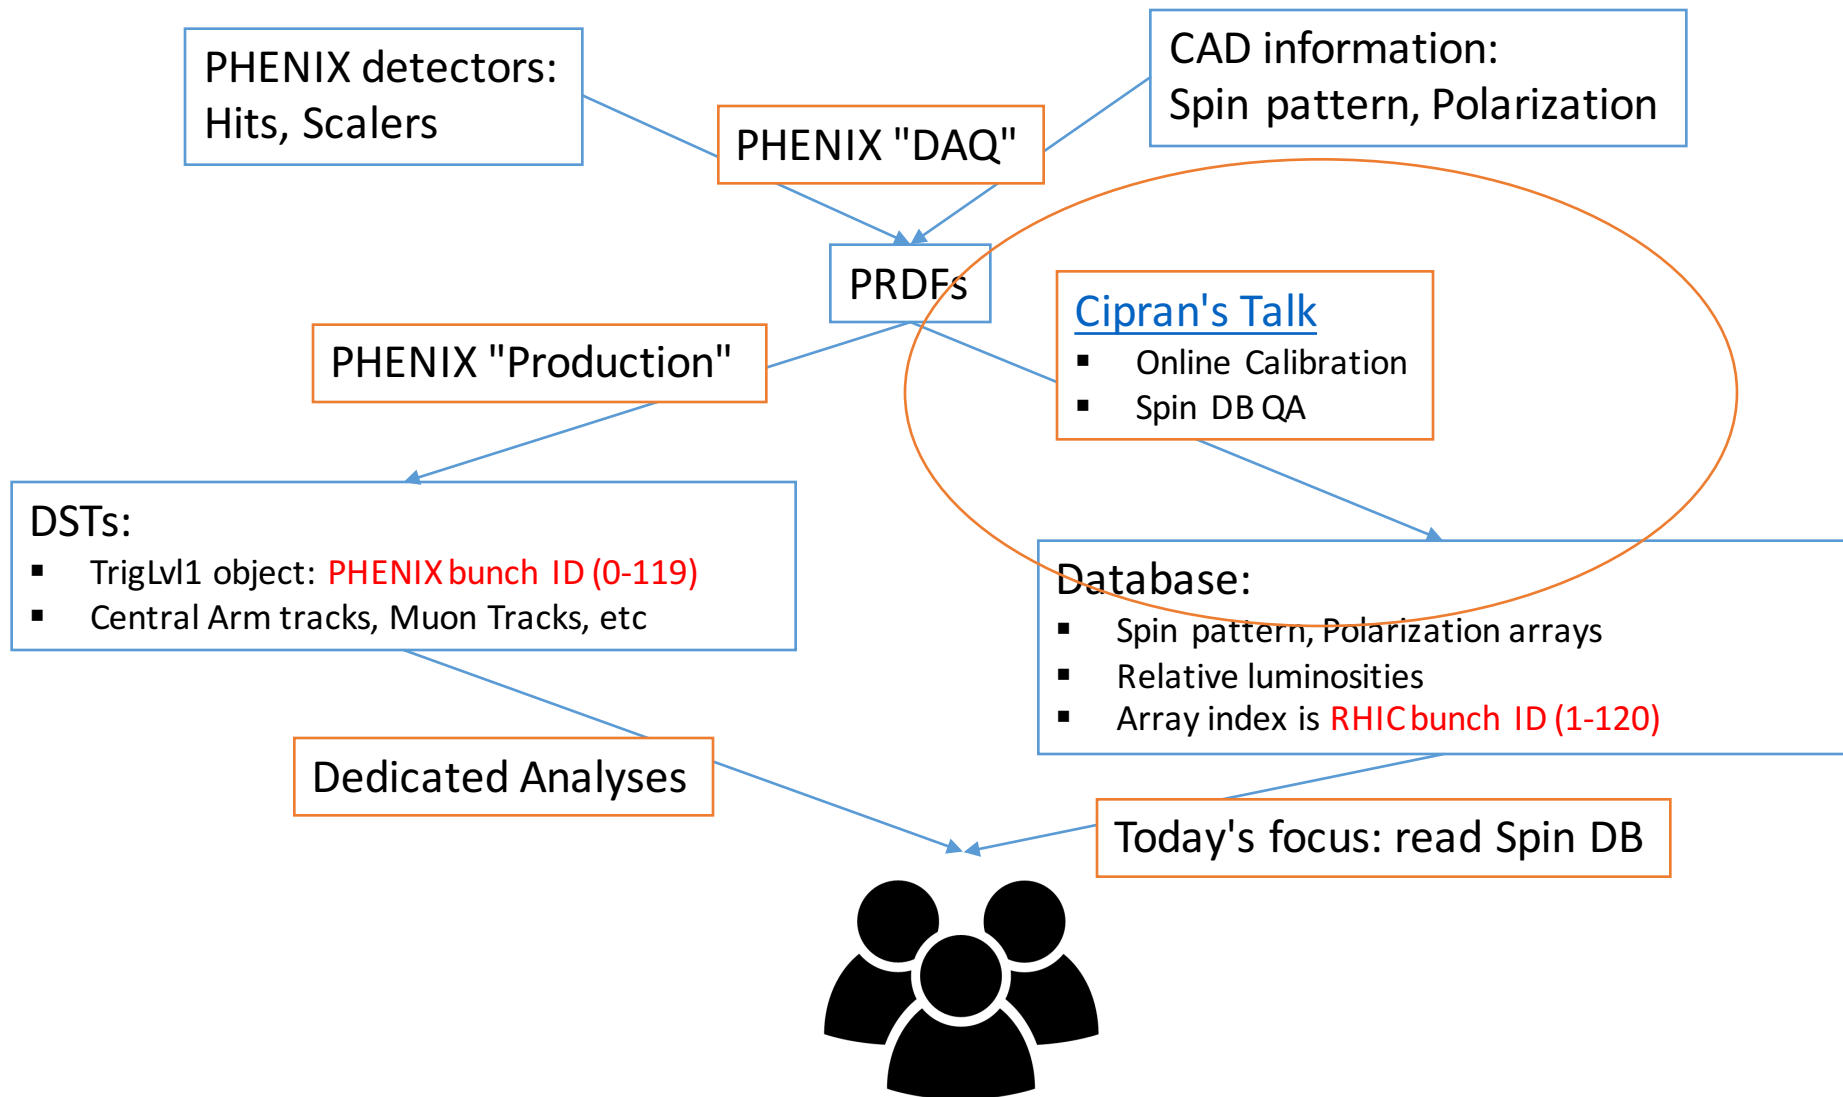 PHENIX detectors:
Hits, Scalers
CAD information:
Spin pattern, Polarization
PHENIX "DAQ"
PRDFs
Cipran's Talk
▪ Online Calibration
▪ Spin DB QA
PHENIX "Production"
DSTs:
▪ TrigLvl1 object: PHENIX bunch ID (0-119)
▪ Central Arm tracks, Muon Tracks, etc
Database:
▪ Spin pattern, Polarization arrays
▪ Relative luminosities
▪ Array index is RHIC bunch ID (1-120)
Dedicated Analyses
Today's focus: read Spin DB